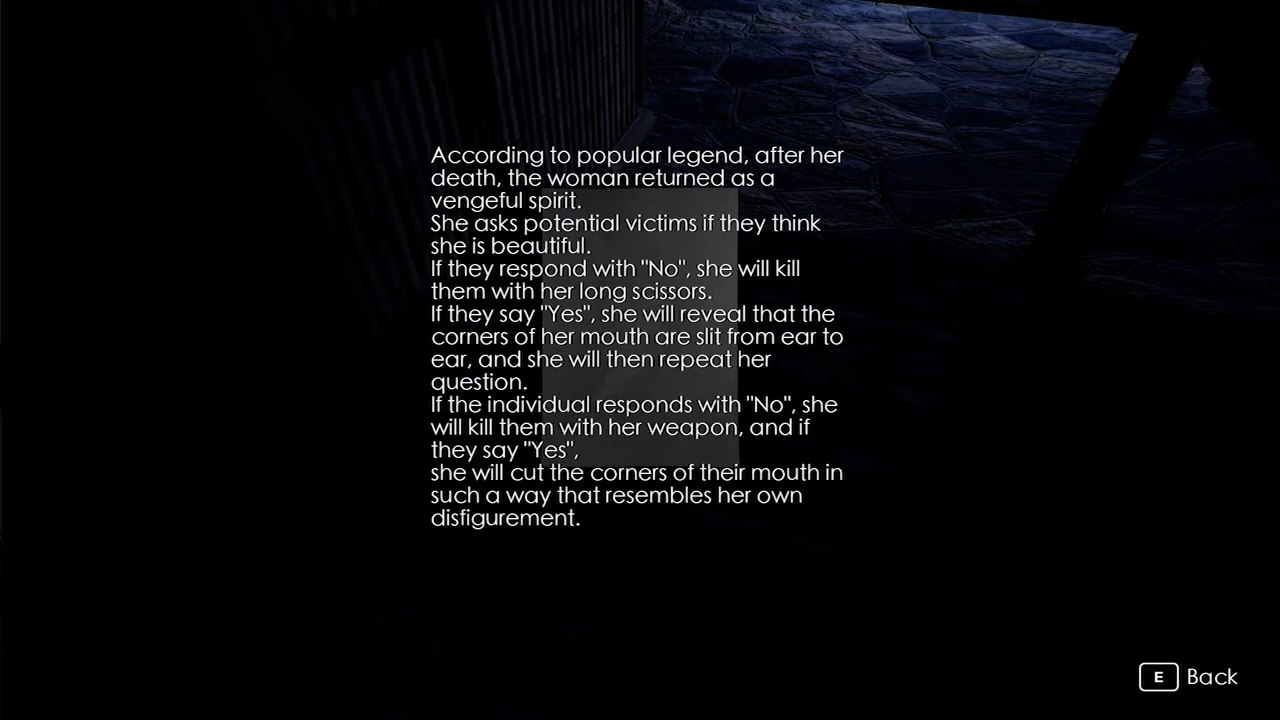 According to popular legend, after her
death, the woman returned as a
vengeful spirit.
She asks potential victims if they think
she is beautiful.
If they respond with "No", she will kill
them with her long scissors.
If they say "Yes", she will reveal that the
corners of her mouth are slit from ear to
ear, and she will then repeat her
question.
If the individual responds with "No", she
will kill them with her weapon, and if
they say "Yes",
she will cut the corners of their mouth in
such a way that resembles her own
disfigurement.
E Back